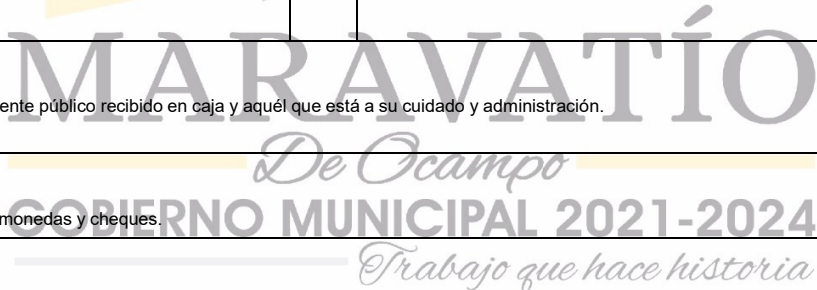 MARAVATÍO
ente público recibido en caja y aquél que está a su cuidado y administración.
De Ocampo
monedas y cheques.
GOBIERNO MUNICIPAL 2021-2024
Trabajo que hace historia